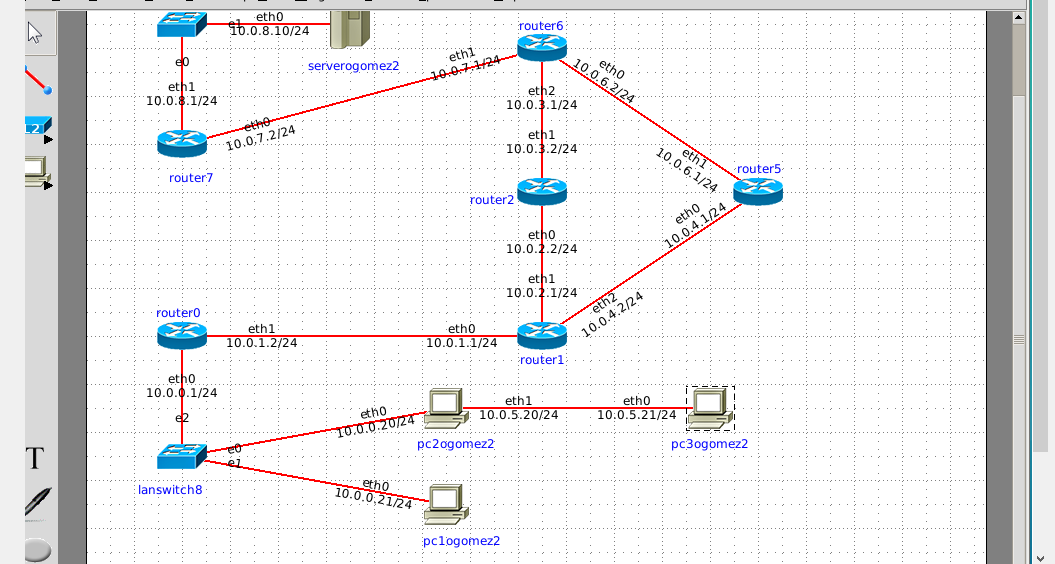 eth0
router6
e1
10.0.8.10/24
serverogomez2
eth1
10.0.7.1/24
eth0
10.0.6.2/24
e0
eth1
10.0.8.1/24
eth2
10.0.3.1/24
eth0
10.0.7.2/24
eth1
10.0.3.2/24
eth1
10.0.6.1/24
router5
router7
router2
eth0
10.0.4.1/24
eth0
10.0.2.2/24
eth1
10.0.2.1/24
eth2
10.0.4.2/24
router0
eth1
10.0.1.2/24
eth0
10.0.1.1/24
router1
eth0
10.0.0.1/24
e2
eth0
10.0.0.20/24
eth1
10.0.5.20/24
eth0
10.0.5.21/24
pc2ogomez2
pc3ogomez2
e0
e1
lanswitch8
eth0
10.0.0.21/24
pc1ogomez2
L2
T